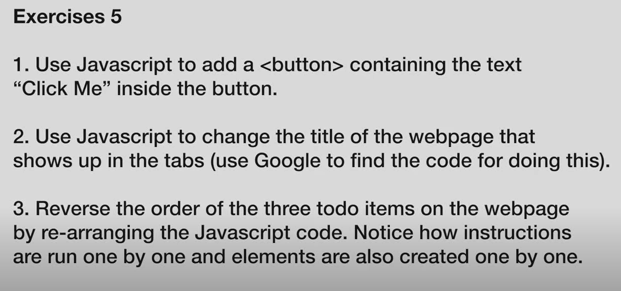 Exercises 5
1. Use Javascript to add a <button> containing the text
“Click Me” inside the button.
2. Use Javascript to change the title of the webpage that
shows up in the tabs (use Google to find the code for doing this).
3. Reverse the order of the three todo items on the webpage
by re-arranging the Javascript code. Notice how instructions
are run one by one and elements are also created one by one.